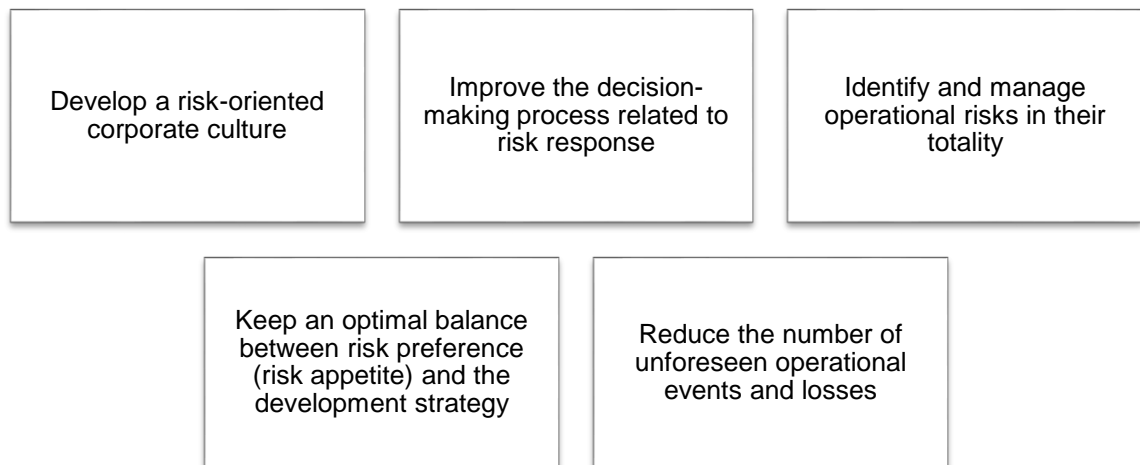 Develop a risk-oriented
corporate culture
Improve the decision-
making process related to
risk response
Identify and manage
operational risks in their
totality
Keep an optimal balance
between risk preference
(risk appetite) and the
development strategy
Reduce the number of
unforeseen operational
events and losses